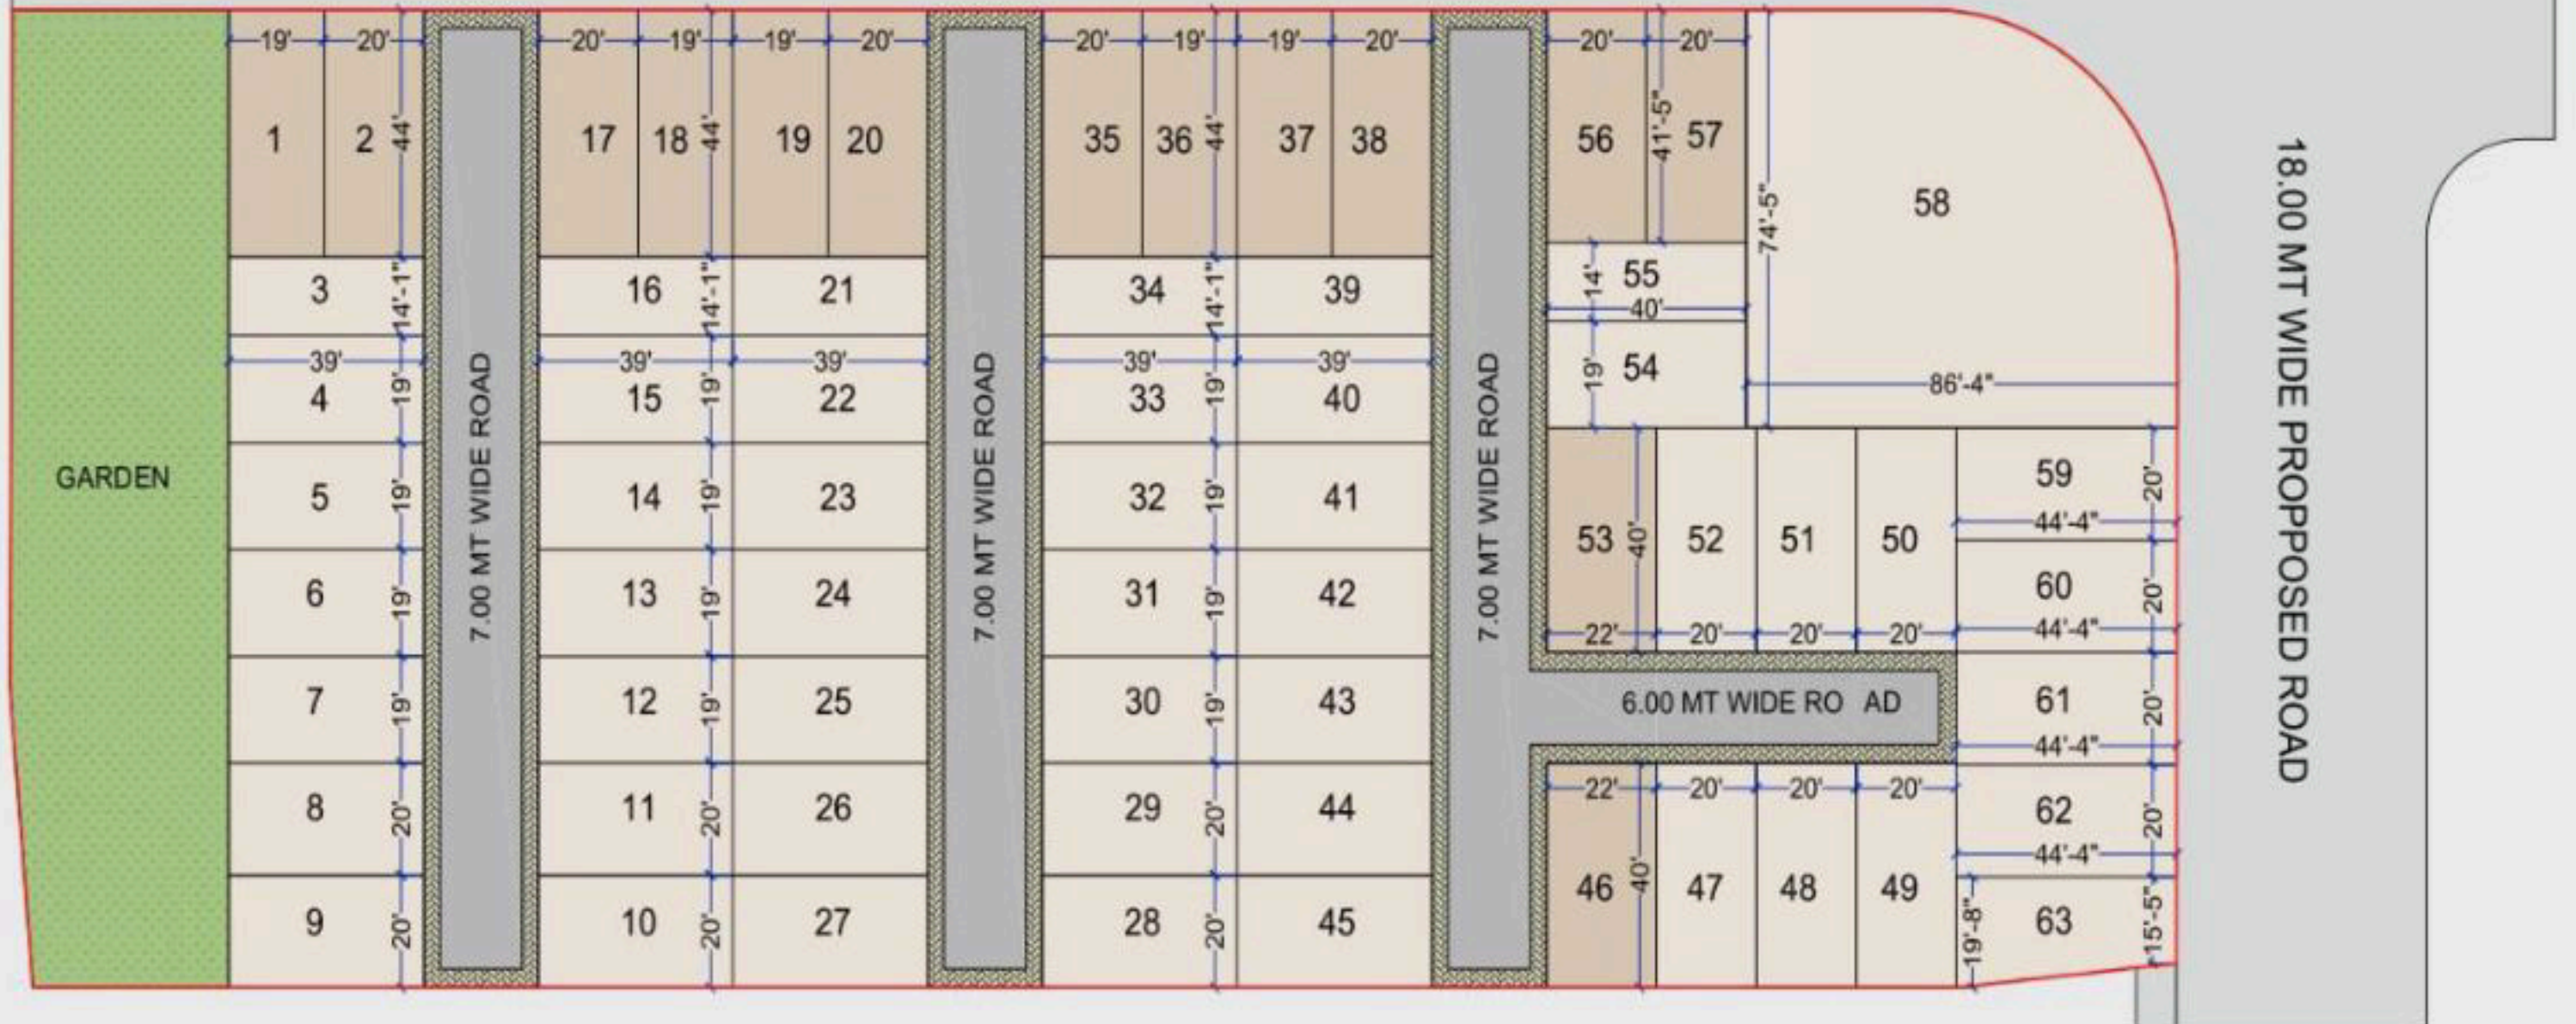 19' 20' 20' 19' 19' 20' 20' 19' 19' 20' 20' 20'
1 2 44' 17 18 44' 19 20 35 36 44' 37 38 56 41'-5" 57 58
74'-5"
3 14'-1" 16 14'-1" 21 34 14'-1" 39 14' 55
40'
39' 39' 39' 39' 39'
4 19' 15 19' 22 33 19' 40 19' 54 86'-4"
GARDEN
5 19' 14 19' 23 32 19' 41 59 20'
44'-4"
53 40' 52 51 50
6 19' 13 19' 24 31 19' 42 60 20'
22' 20' 20' 20' 44'-4"
7.00 MT WIDE ROAD
7.00 MT WIDE ROAD
7.00 MT WIDE ROAD
18.00 MT WIDE PROPPOSED ROAD
7 19' 12 19' 25 30 19' 43 6.00 MT WIDE RO AD 61 20'
44'-4"
22' 20' 20' 20'
8 20' 11 20' 26 29 20' 44 62 20'
44'-4"
46 40' 47 48 49
9 20' 10 20' 27 28 20' 45 19'-8" 63 15'-5"